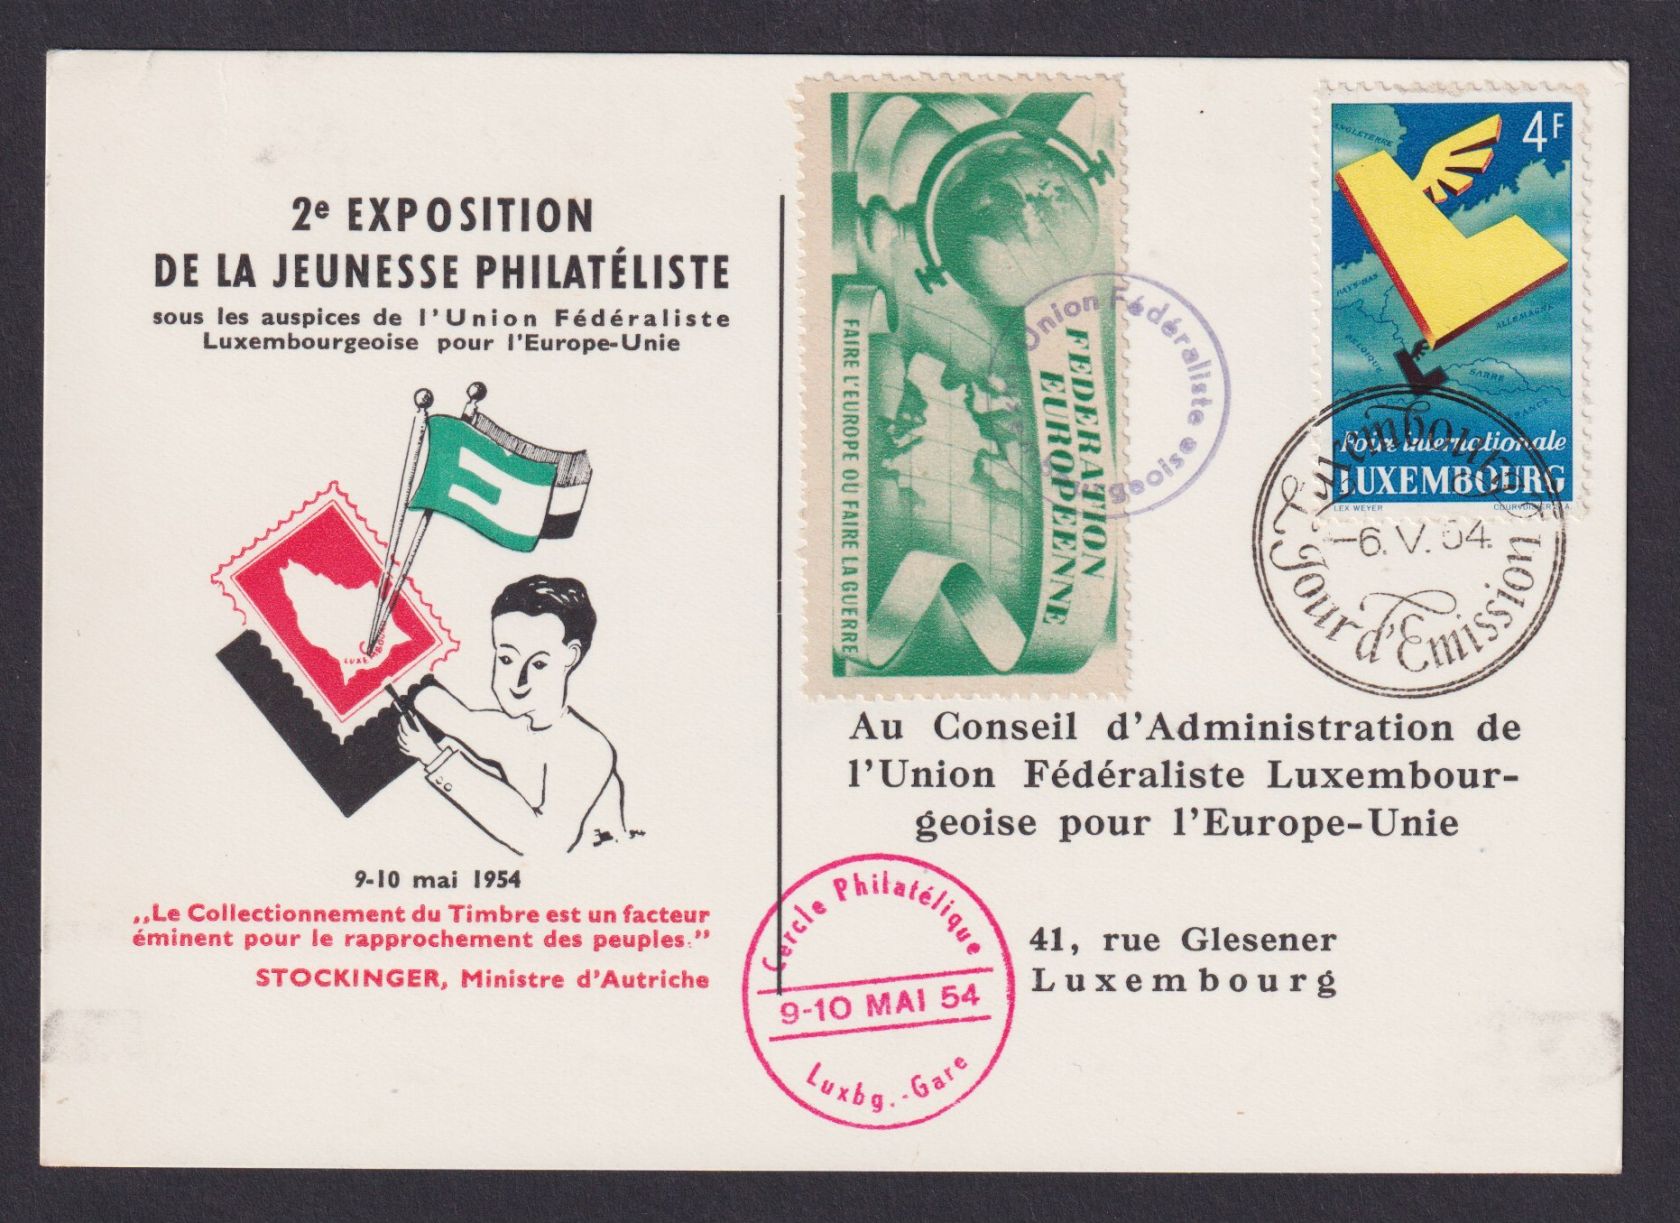 2e EXPOSITION
DE LA JEUNESSE PHILATÉLISTE
sous les auspices de l'Union Fédéraliste
Luxembourgeoise pour l'Europe-Unie
LUXEMBOURG
9-10 mai 1954
„Le Collectionnement du Timbre est un facteur
éminent pour le rapprochement des peuples."
STOCKINGER, Ministre d'Autriche
FAIRE L'EUROPE OU FAIRE LA GUERRE
FEDERATION
EUROPEENNE
Union Fédéraliste
geoise
4F
ANGLETERRE
PAYS-BAS
ALLEMAGNE
BELGIQUE
SARRE
FRANCE
Foire internationale
LUXEMBOURG
LEX WEYER
COURVOISIER S.A.
Luxembourg
-6.V.54.
Jour d'Emission
Au Conseil d'Administration de
l'Union Fédéraliste Luxembour-
geoise pour l'Europe-Unie
41, rue Glesener
Luxembourg
Cercle Philatélique
9-10 MAI 54
Luxbg.-Gare